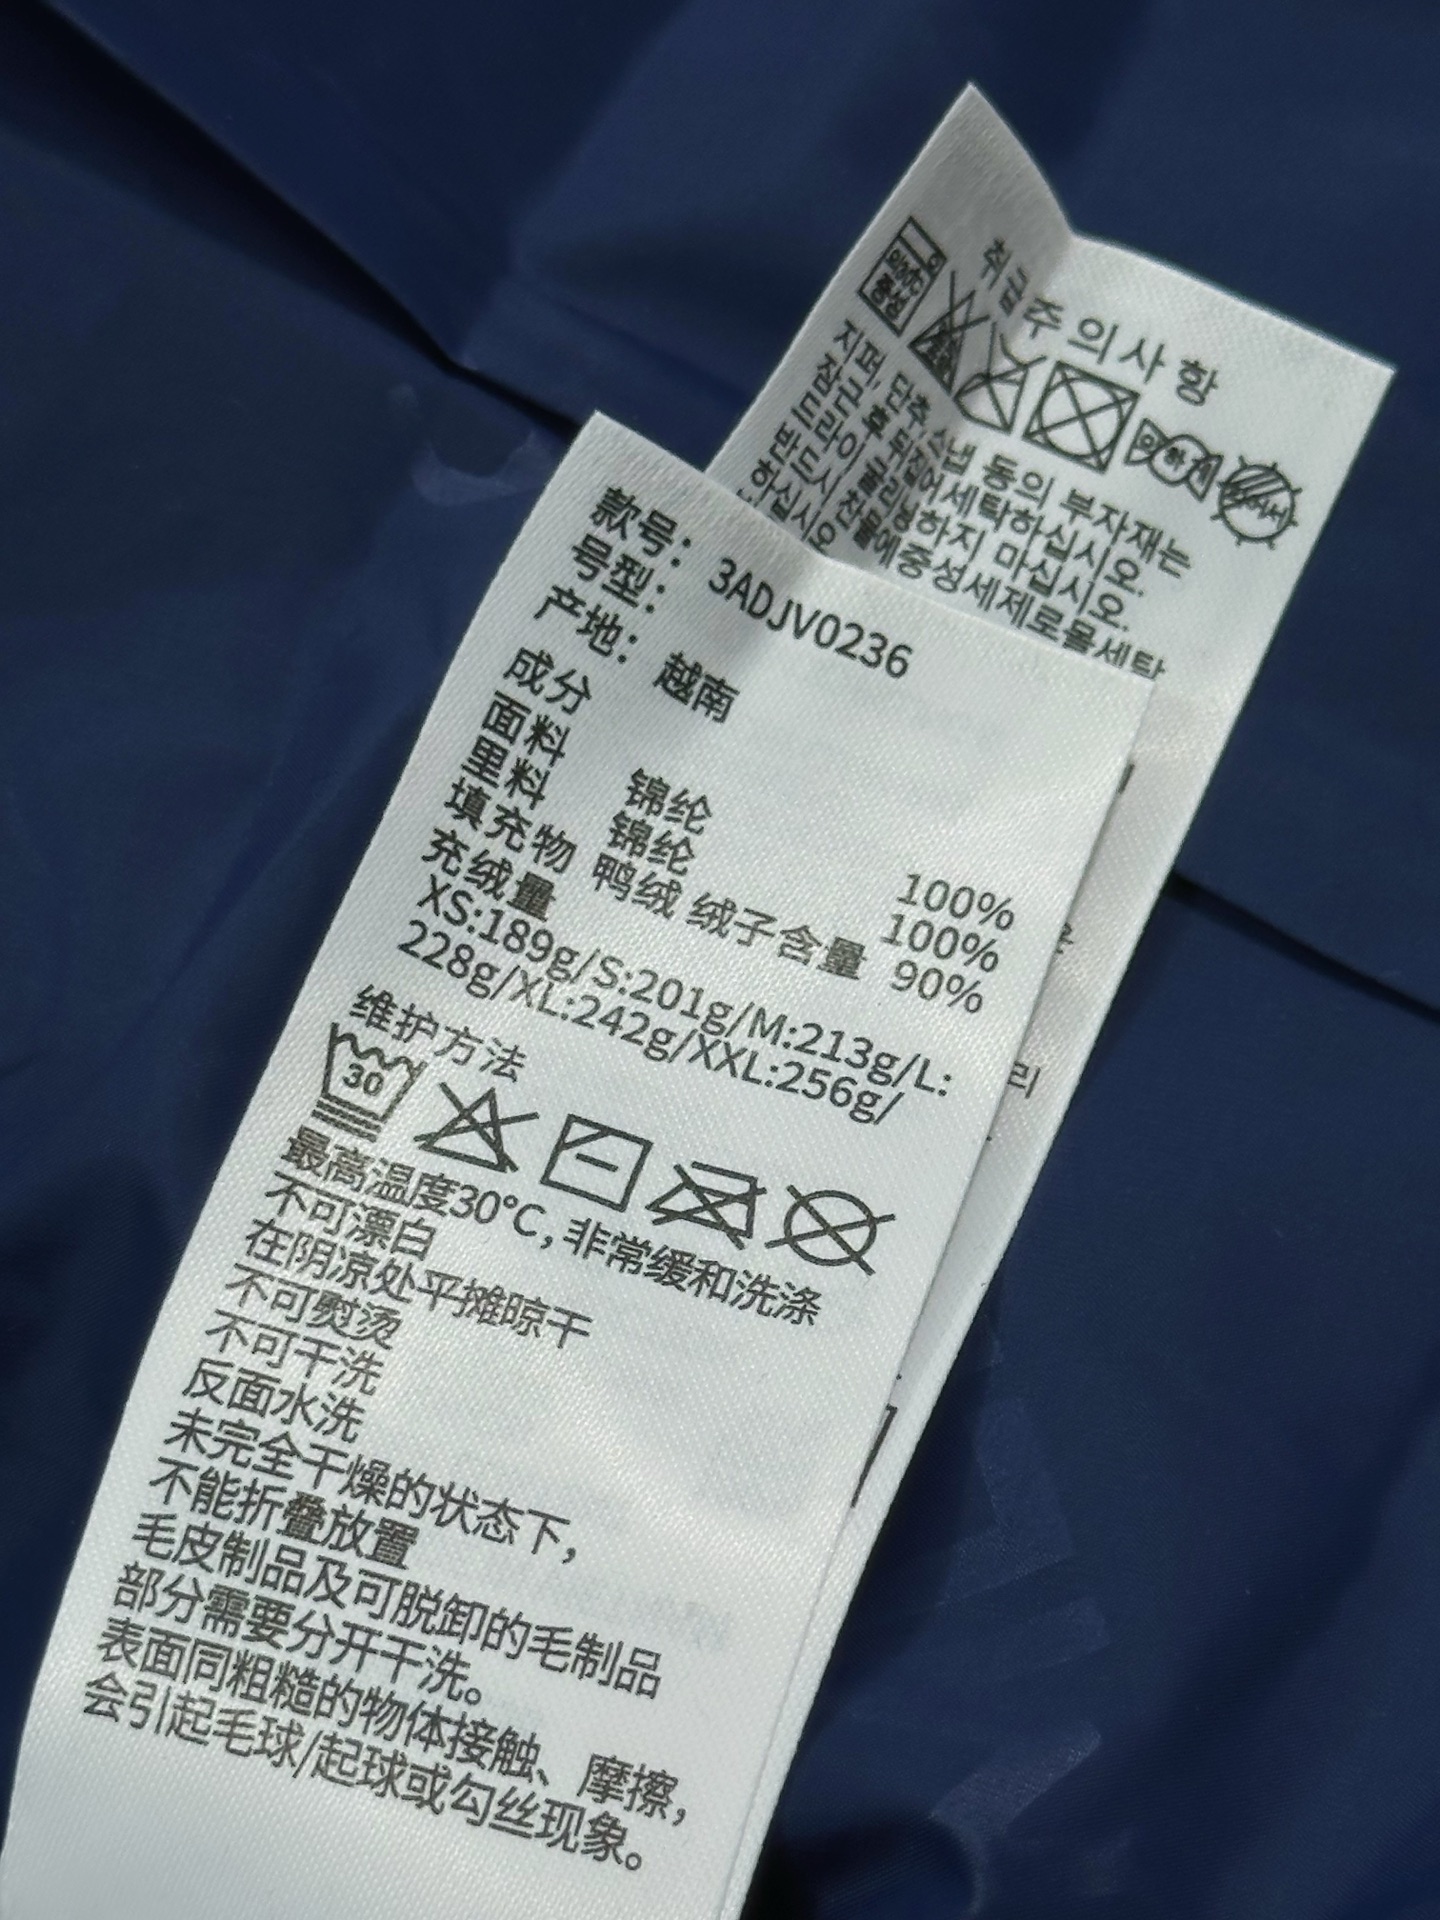 취급주의사항
지퍼, 단추, 스냅 등의 부자재는
잠근 후 뒤집어세탁하십시오.
드라이 클리닝하지 마십시오.
반드시 찬물에중성세제로물세탁
하십시오
款号: 3ADJV0236
号型:
产地: 越南
成分
面料 锦纶 100%
里料 锦纶 100%
填充物 鸭绒 绒子含量 90%
充绒量
XS:189g/S:201g/M:213g/L:
228g/XL:242g/XXL:256g/
维护方法
30
最高温度30°C, 非常缓和洗涤
不可漂白
在阴凉处平摊晾干
不可熨烫
不可干洗
反面水洗
未完全干燥的状态下,
不能折叠放置
毛皮制品及可脱卸的毛制品
部分需要分开干洗。
表面同粗糙的物体接触、摩擦,
会引起毛球/起球或勾丝现象。
리